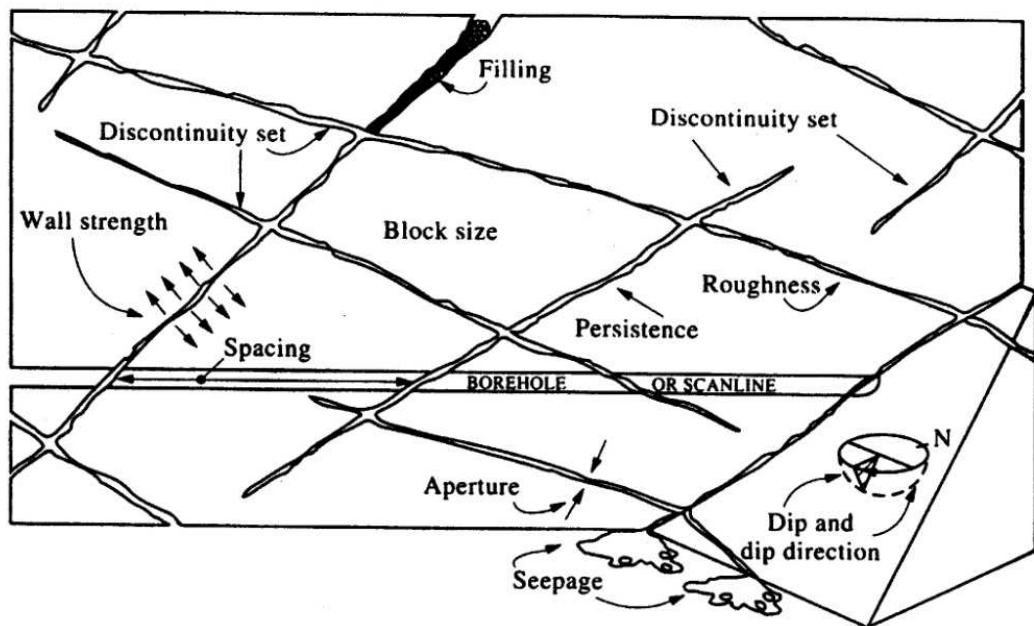 Filling
Discontinuity set
Discontinuity set
Wall strength
Block size
Roughness
Persistence
Spacing
BOREHOLE OR SCANLINE
N
Aperture
Dip and
dip direction
Seepage